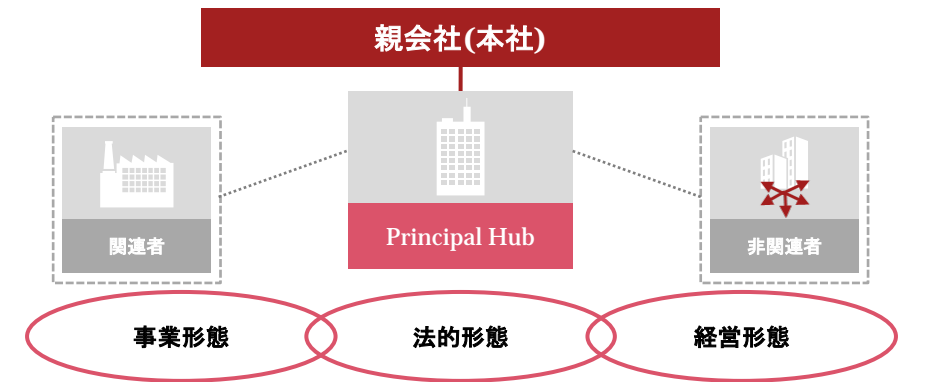 親会社(本社)
関連者
Principal Hub
非関連者
事業形態
法的形態
経営形態